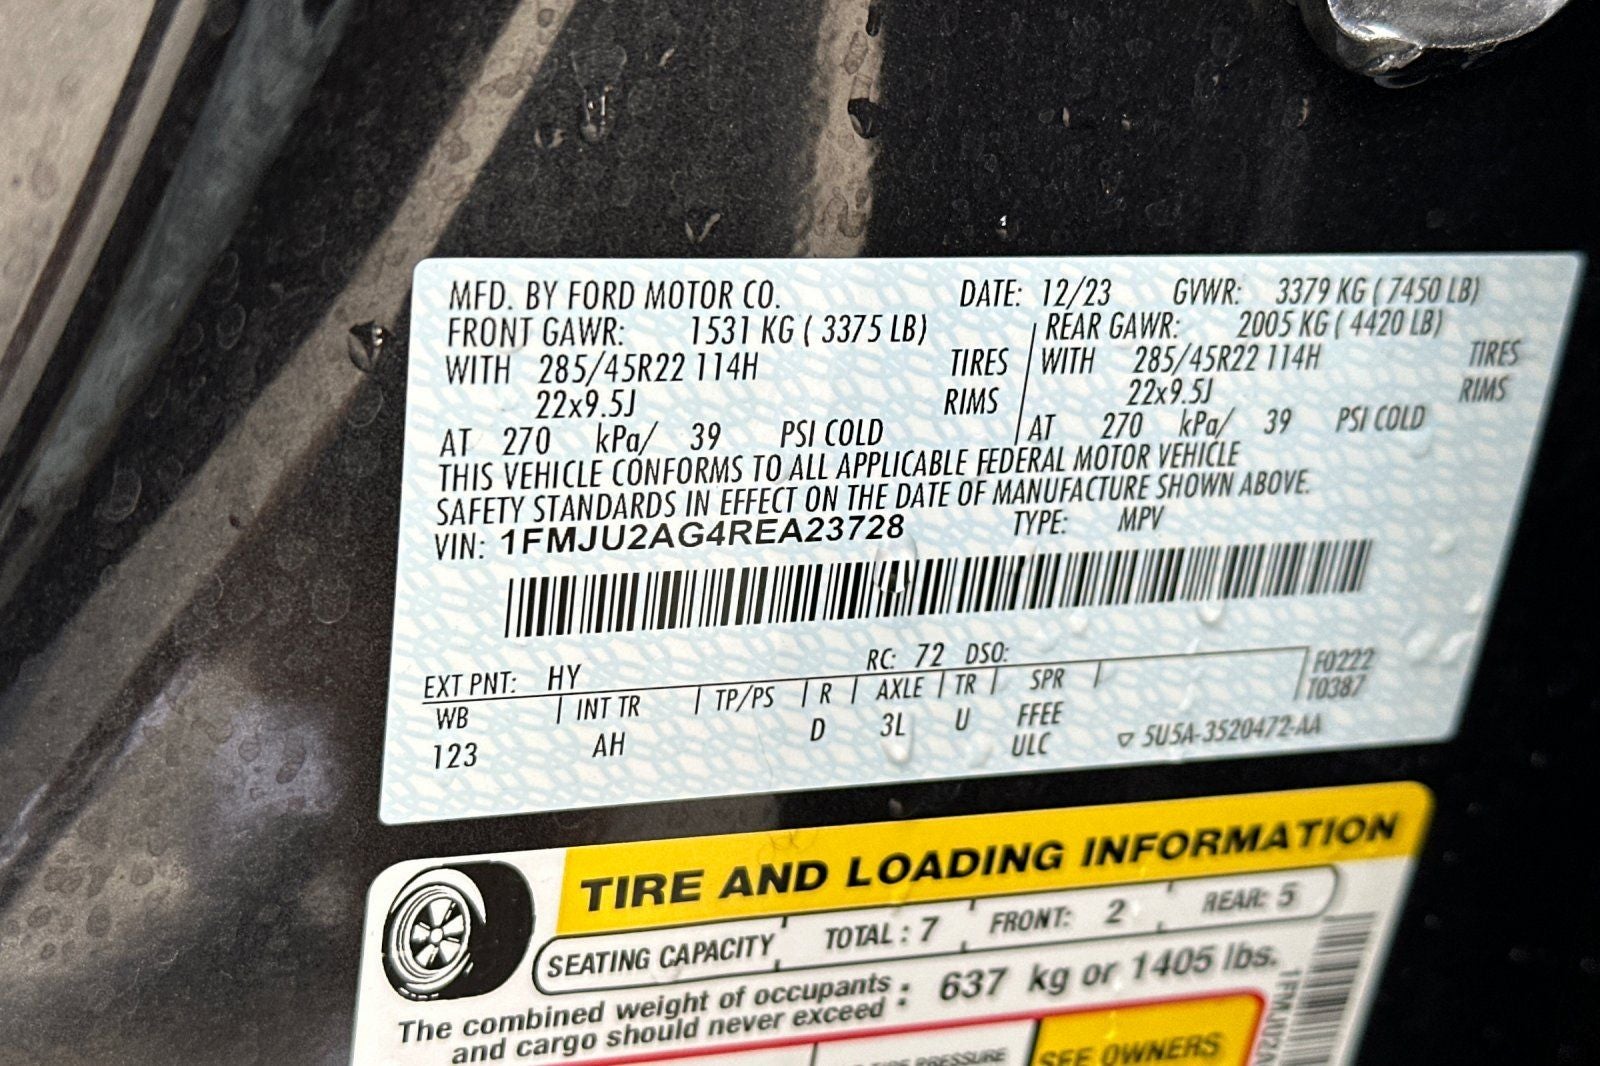 MFD. BY FORD MOTOR CO. DATE: 12/23 GVWR: 3379 KG ( 7450 LB)
FRONT GAWR: 1531 KG ( 3375 LB) REAR GAWR: 2005 KG ( 4420 LB)
WITH 285/45R22 114H TIRES WITH 285/45R22 114H TIRES
22x9.5J RIMS 22x9.5J RIMS
AT 270 kPa/ 39 PSI COLD AT 270 kPa/ 39 PSI COLD
THIS VEHICLE CONFORMS TO ALL APPLICABLE FEDERAL MOTOR VEHICLE
SAFETY STANDARDS IN EFFECT ON THE DATE OF MANUFACTURE SHOWN ABOVE.
VIN: 1FMJU2AG4REA23728 TYPE: MPV
EXT PNT: HY RC: 72 DSO: F0222
WB INT TR TP/PS R AXLE TR SPR T0387
123 AH D 3L U FFEE
ULC 5U5A-3520472-AA
TIRE AND LOADING INFORMATION
SEATING CAPACITY TOTAL : 7 FRONT: 2 REAR: 5
The combined weight of occupants : 637 kg or 1405 lbs.
and cargo should never exceed
TIRE PRESSURE SEE OWNERS